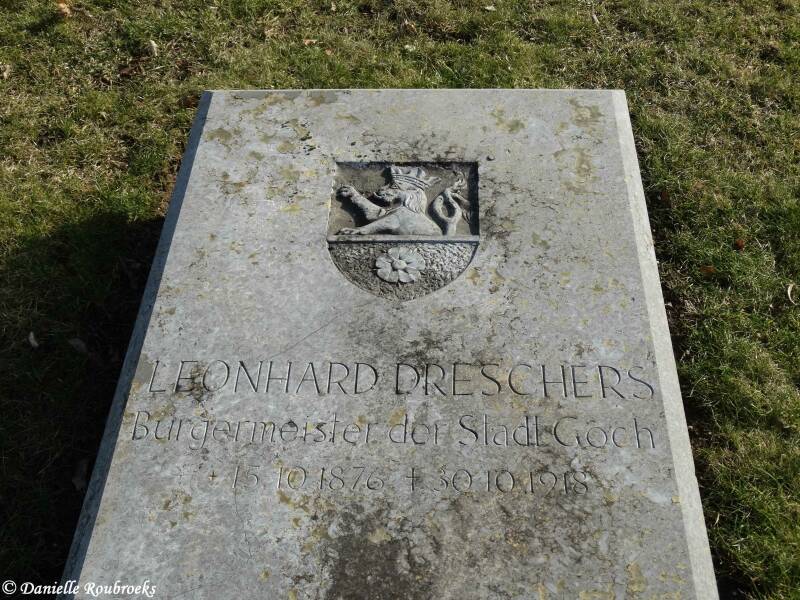 LEONHARD DRESCHERS
Bürgermeister der Stadt Goch
* 15.10.1876 + 30.10.1918
© Danielle Roubroeks